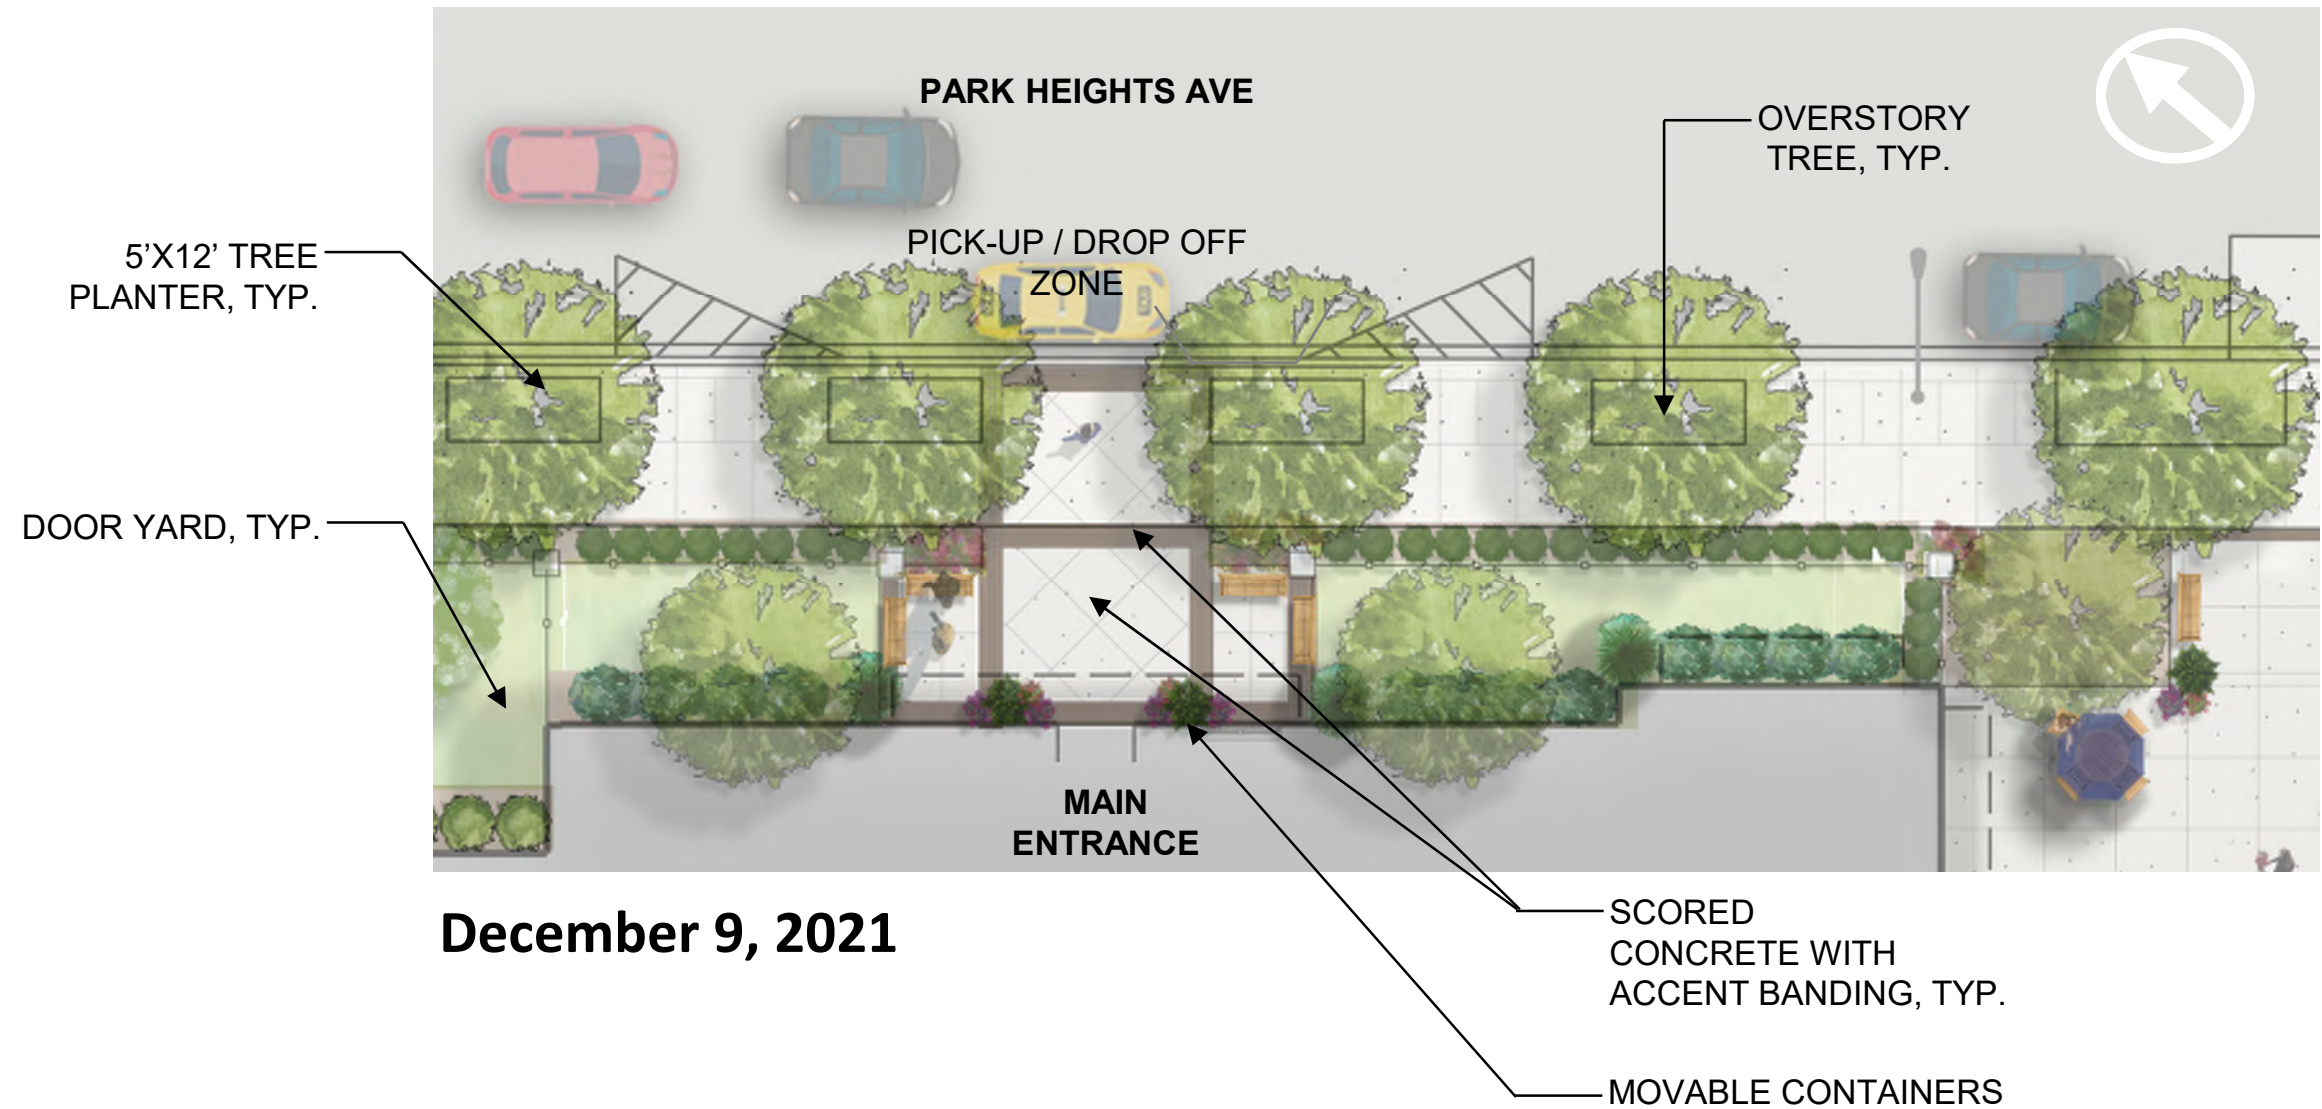 PARK HEIGHTS AVE
OVERSTORY
TREE, TYP.
PICK-UP / DROP OFF
ZONE
5’X12’ TREE
PLANTER, TYP.
DOOR YARD, TYP.
MAIN
ENTRANCE
December 9, 2021
SCORED
CONCRETE WITH
ACCENT BANDING, TYP.
MOVABLE CONTAINERS